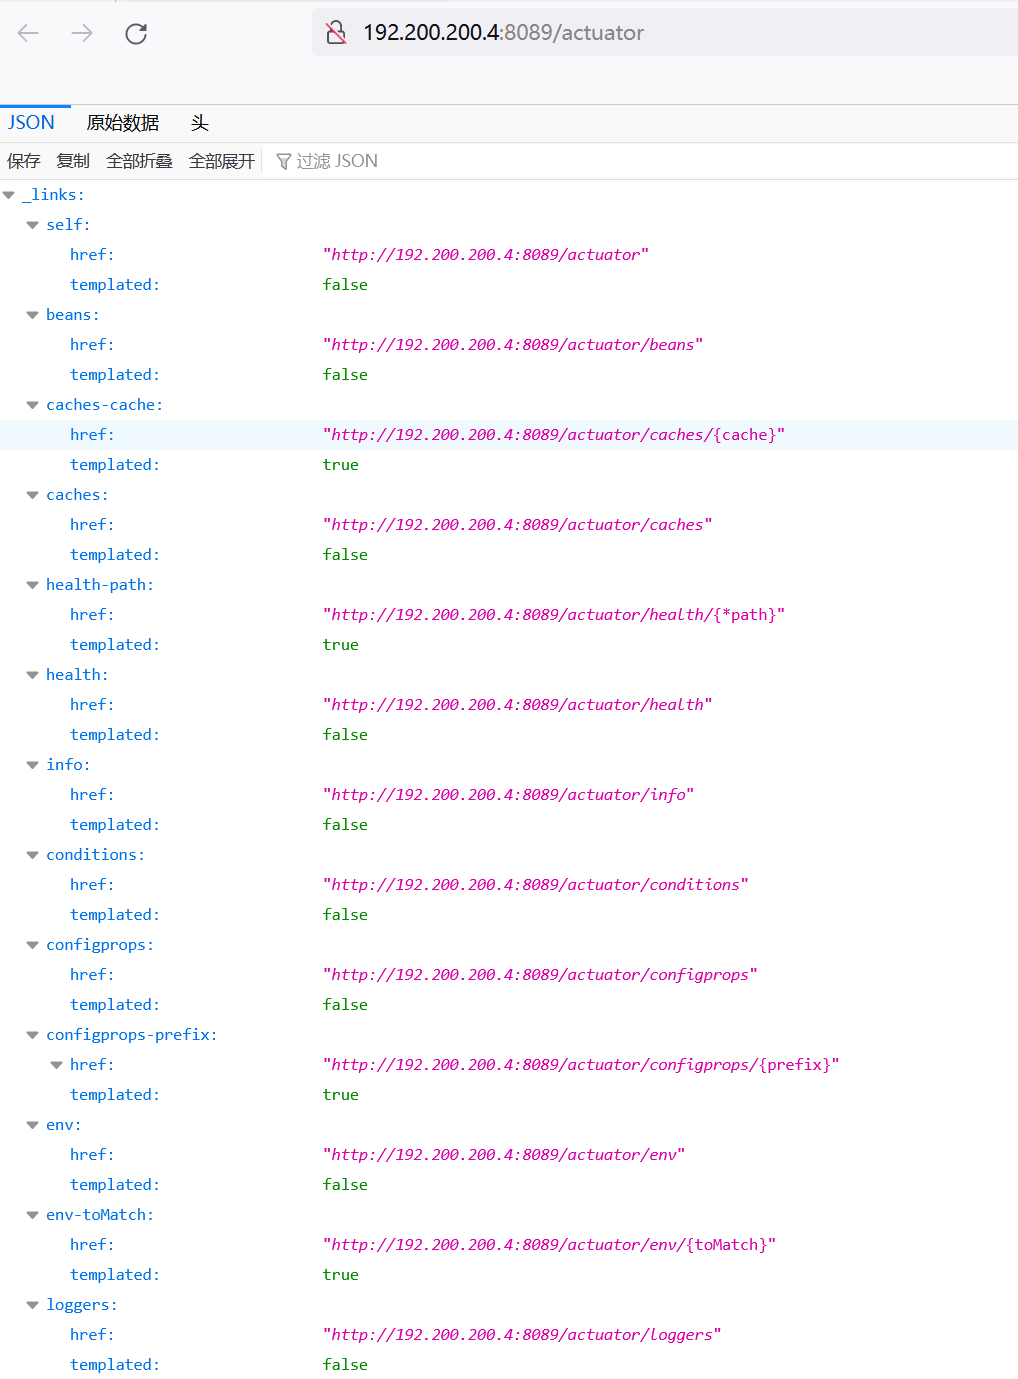 192.200.200.4:8089/actuator
JSON 原始数据 头
保存 复制 全部折叠 全部展开 过滤 JSON
_links:
self:
href: "http://192.200.200.4:8089/actuator"
templated: false
beans:
href: "http://192.200.200.4:8089/actuator/beans"
templated: false
caches-cache:
href: "http://192.200.200.4:8089/actuator/caches/{cache}"
templated: true
caches:
href: "http://192.200.200.4:8089/actuator/caches"
templated: false
health-path:
href: "http://192.200.200.4:8089/actuator/health/{*path}"
templated: true
health:
href: "http://192.200.200.4:8089/actuator/health"
templated: false
info:
href: "http://192.200.200.4:8089/actuator/info"
templated: false
conditions:
href: "http://192.200.200.4:8089/actuator/conditions"
templated: false
configprops:
href: "http://192.200.200.4:8089/actuator/configprops"
templated: false
configprops-prefix:
href: "http://192.200.200.4:8089/actuator/configprops/{prefix}"
templated: true
env:
href: "http://192.200.200.4:8089/actuator/env"
templated: false
env-toMatch:
href: "http://192.200.200.4:8089/actuator/env/{toMatch}"
templated: true
loggers:
href: "http://192.200.200.4:8089/actuator/loggers"
templated: false